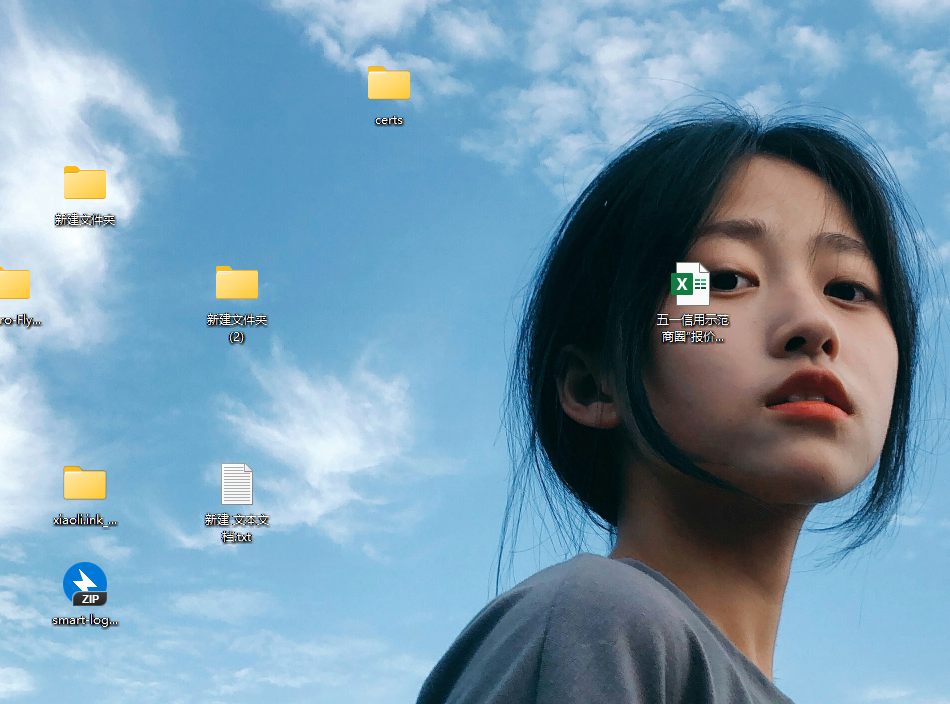 certs
新建文件夹
ro-Fly...
新建文件夹
(2)
五一信用示范
商圈"报价...
xiaoli.ink_...
新建 文本文
档.txt
ZIP
smart-log...